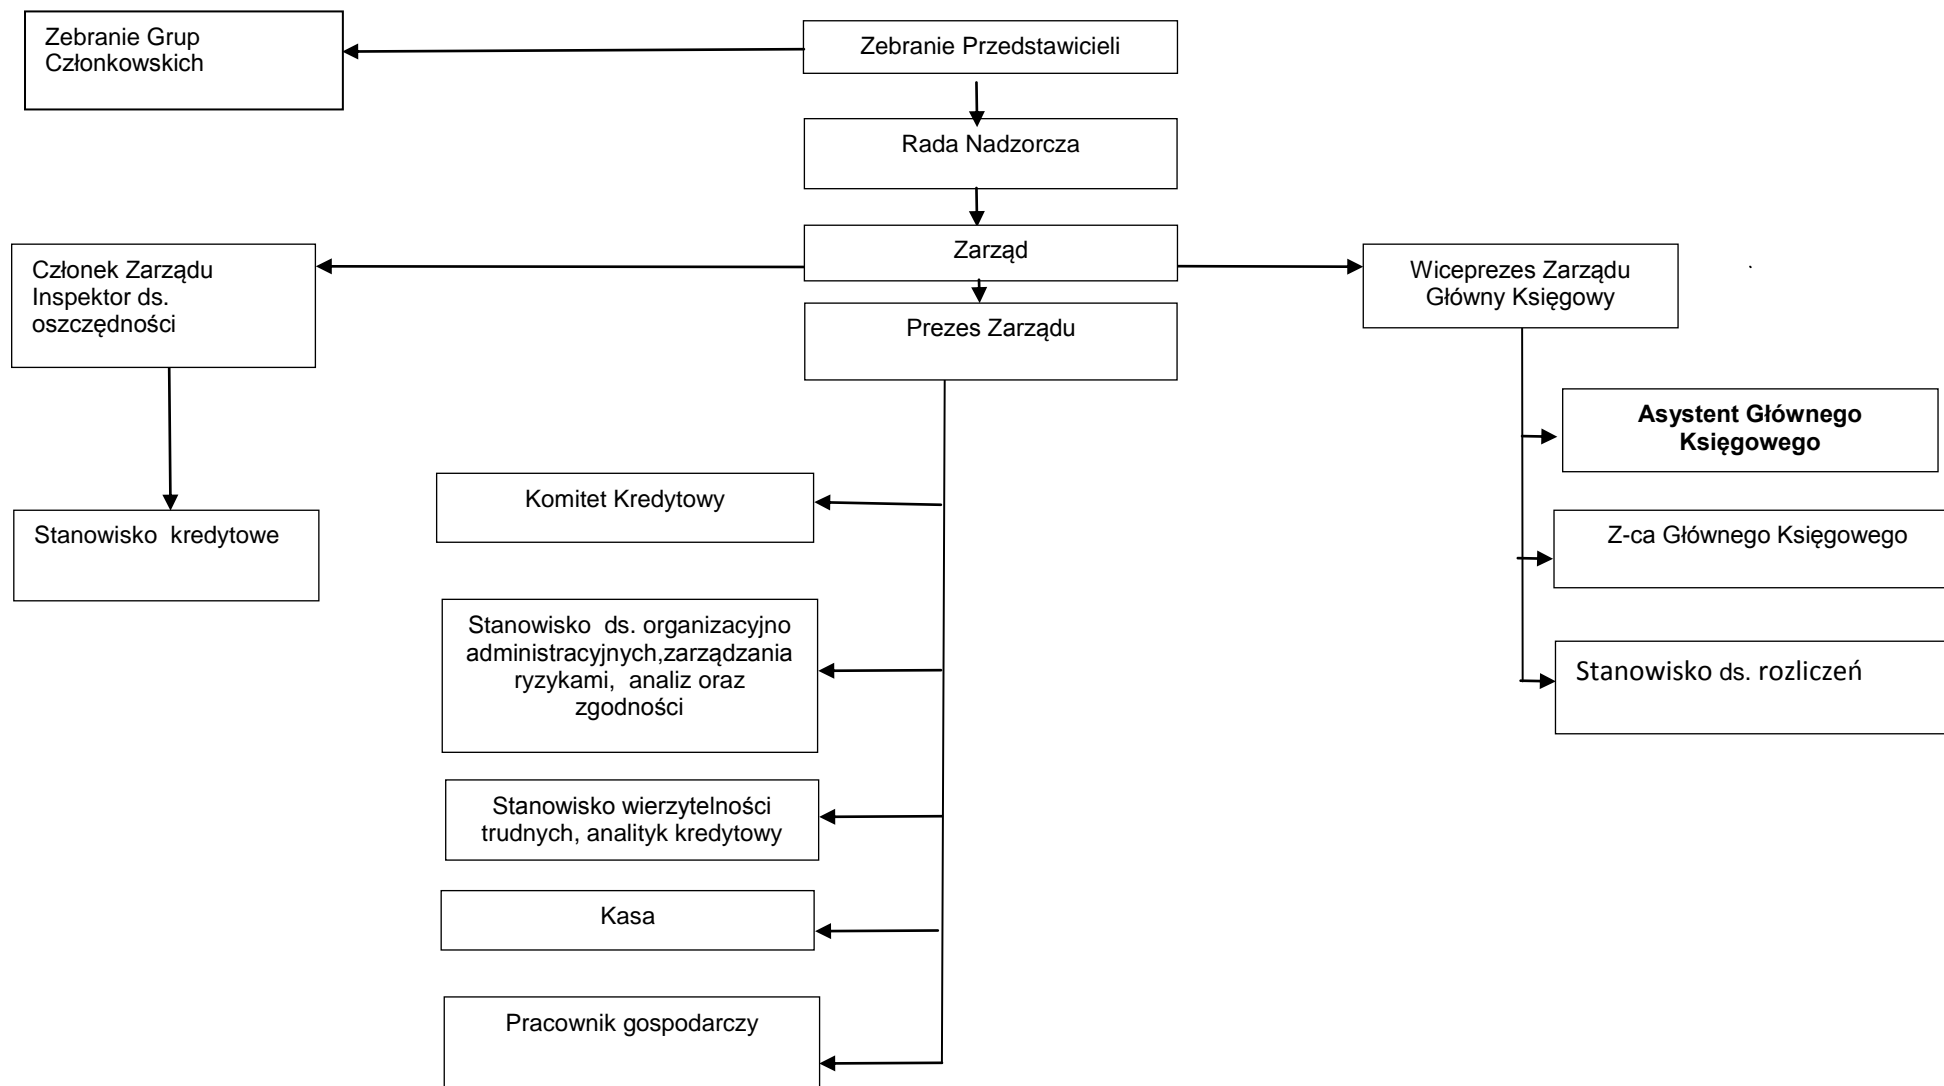 Zebranie Grup
Członkowskich
Zebranie Przedstawicieli
Rada Nadzorcza
Zarząd
Członek Zarządu
Inspektor ds.
oszczędności
Wiceprezes Zarządu
Główny Księgowy
.
Prezes Zarządu
Asystent Głównego
Księgowego
Komitet Kredytowy
Stanowisko  kredytowe
Z-ca Głównego Księgowego
Stanowisko  ds. organizacyjno
administracyjnych,zarządzania
ryzykami,  analiz oraz
zgodności
Stanowisko ds. rozliczeń
Stanowisko wierzytelności
trudnych, analityk kredytowy
Kasa
Pracownik gospodarczy